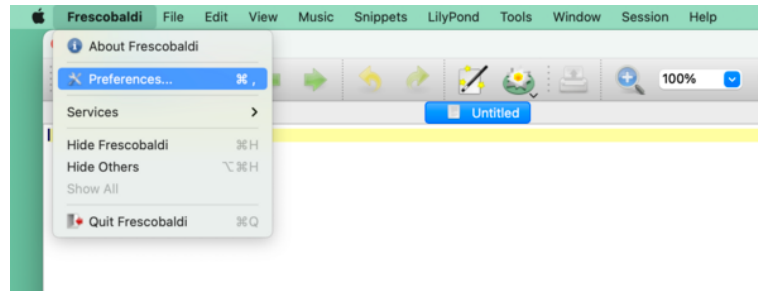 Frescobaldi File Edit View Music Snippets LilyPond Tools Window Session Help
About Frescobaldi
Preferences... ⌘ ,
100%
Services >
Untitled
Hide Frescobaldi ⌘H
Hide Others ⌥⌘H
Show All
Quit Frescobaldi ⌘Q